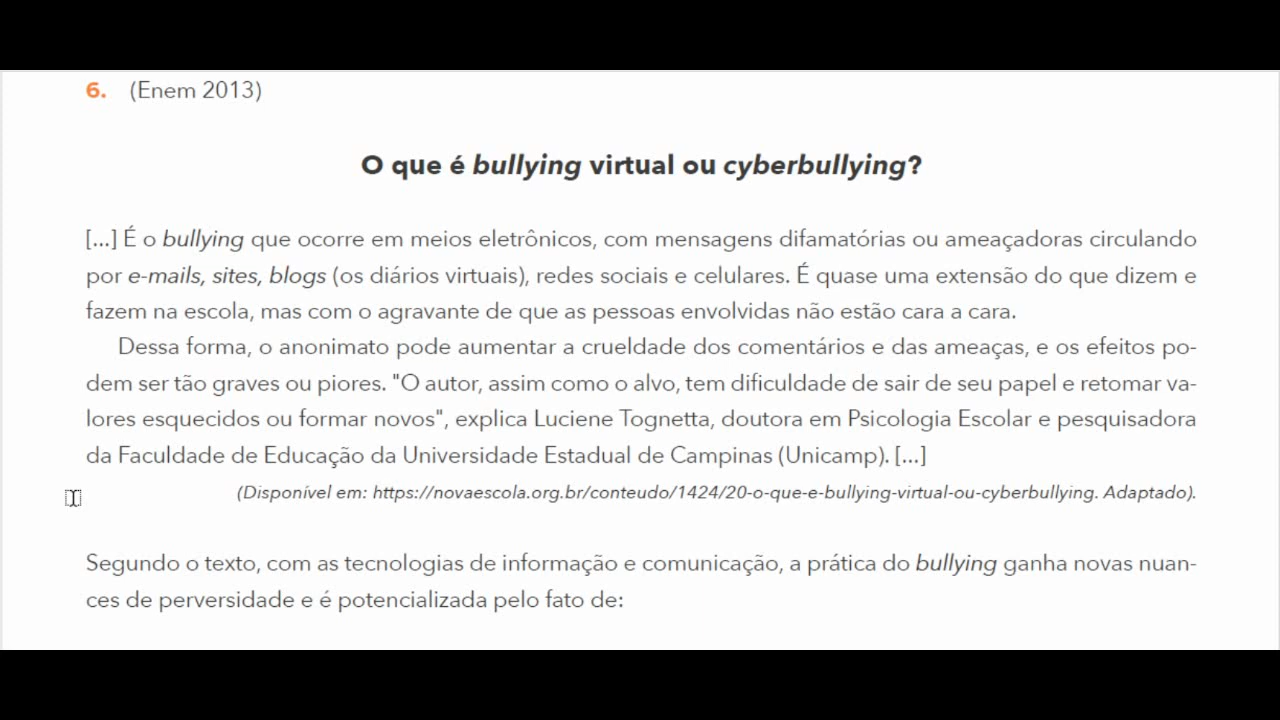 6. (Enem 2013)
O que é bullying virtual ou cyberbullying?
[...] É o bullying que ocorre em meios eletrônicos, com mensagens difamatórias ou ameaçadoras circulando
por e-mails, sites, blogs (os diários virtuais), redes sociais e celulares. É quase uma extensão do que dizem e
fazem na escola, mas com o agravante de que as pessoas envolvidas não estão cara a cara.
Dessa forma, o anonimato pode aumentar a crueldade dos comentários e das ameaças, e os efeitos po-
dem ser tão graves ou piores. "O autor, assim como o alvo, tem dificuldade de sair de seu papel e retomar va-
lores esquecidos ou formar novos", explica Luciene Tognetta, doutora em Psicologia Escolar e pesquisadora
da Faculdade de Educação da Universidade Estadual de Campinas (Unicamp). [...]
(Disponível em: https://novaescola.org.br/conteudo/1424/20-o-que-e-bullying-virtual-ou-cyberbullying. Adaptado).
Segundo o texto, com as tecnologias de informação e comunicação, a prática do bullying ganha novas nuan-
ces de perversidade e é potencializada pelo fato de: